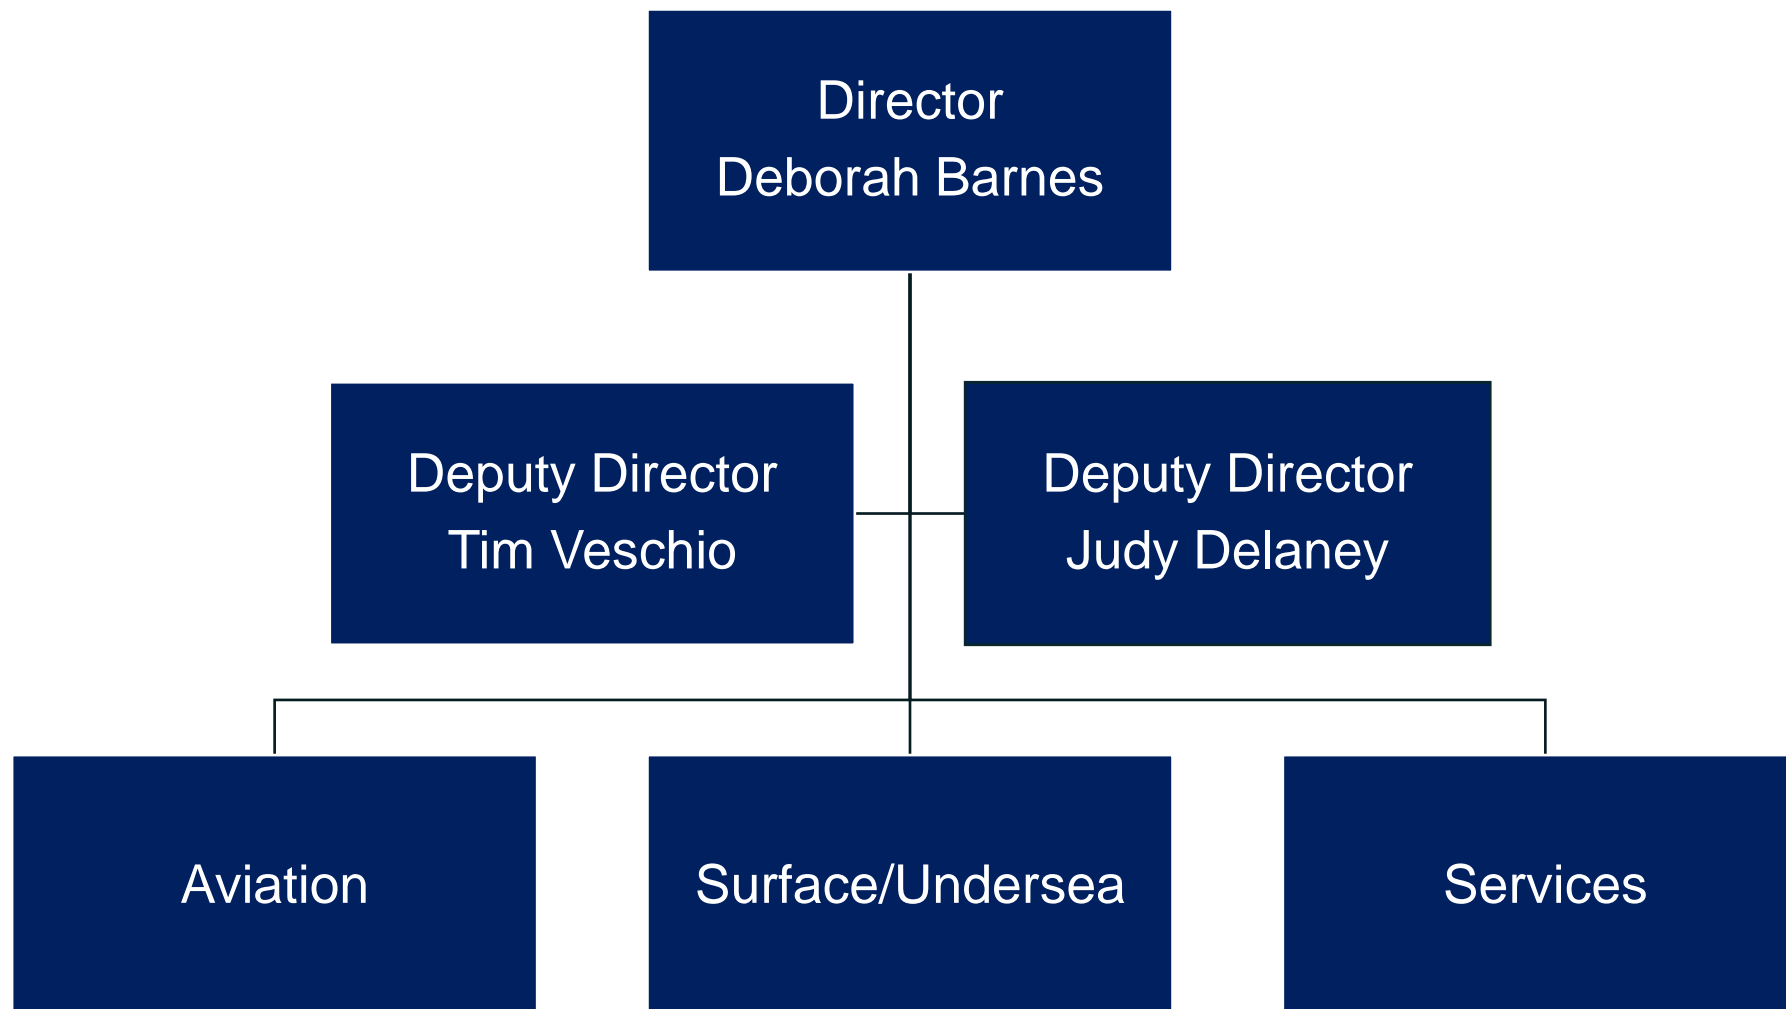 Director
Deborah Barnes
Deputy Director
Tim Veschio
Deputy Director
Judy Delaney
Aviation
Surface/Undersea
Services